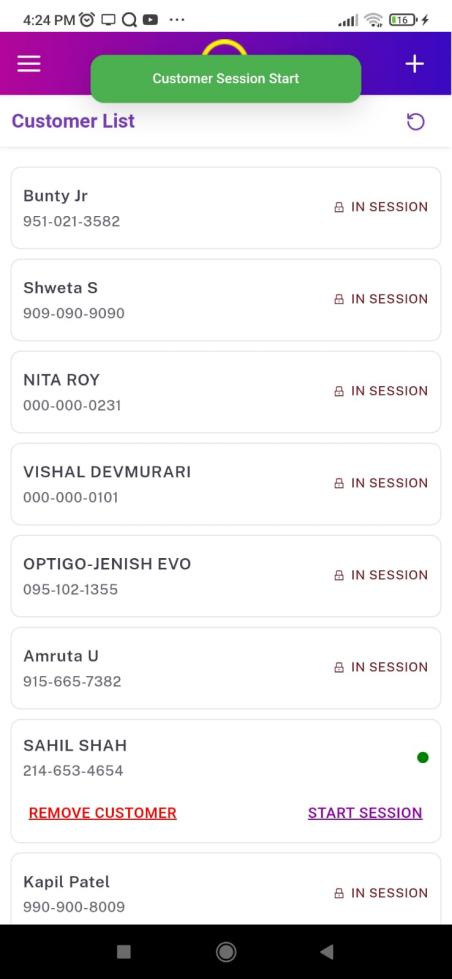 4:24 PM
16
Customer Session Start
Customer List
Bunty Jr
951-021-3582
IN SESSION
Shweta S
909-090-9090
IN SESSION
NITA ROY
000-000-0231
IN SESSION
VISHAL DEVMURARI
000-000-0101
IN SESSION
OPTIGO-JENISH EVO
095-102-1355
IN SESSION
Amruta U
915-665-7382
IN SESSION
SAHIL SHAH
214-653-4654
REMOVE CUSTOMER
START SESSION
Kapil Patel
990-900-8009
IN SESSION